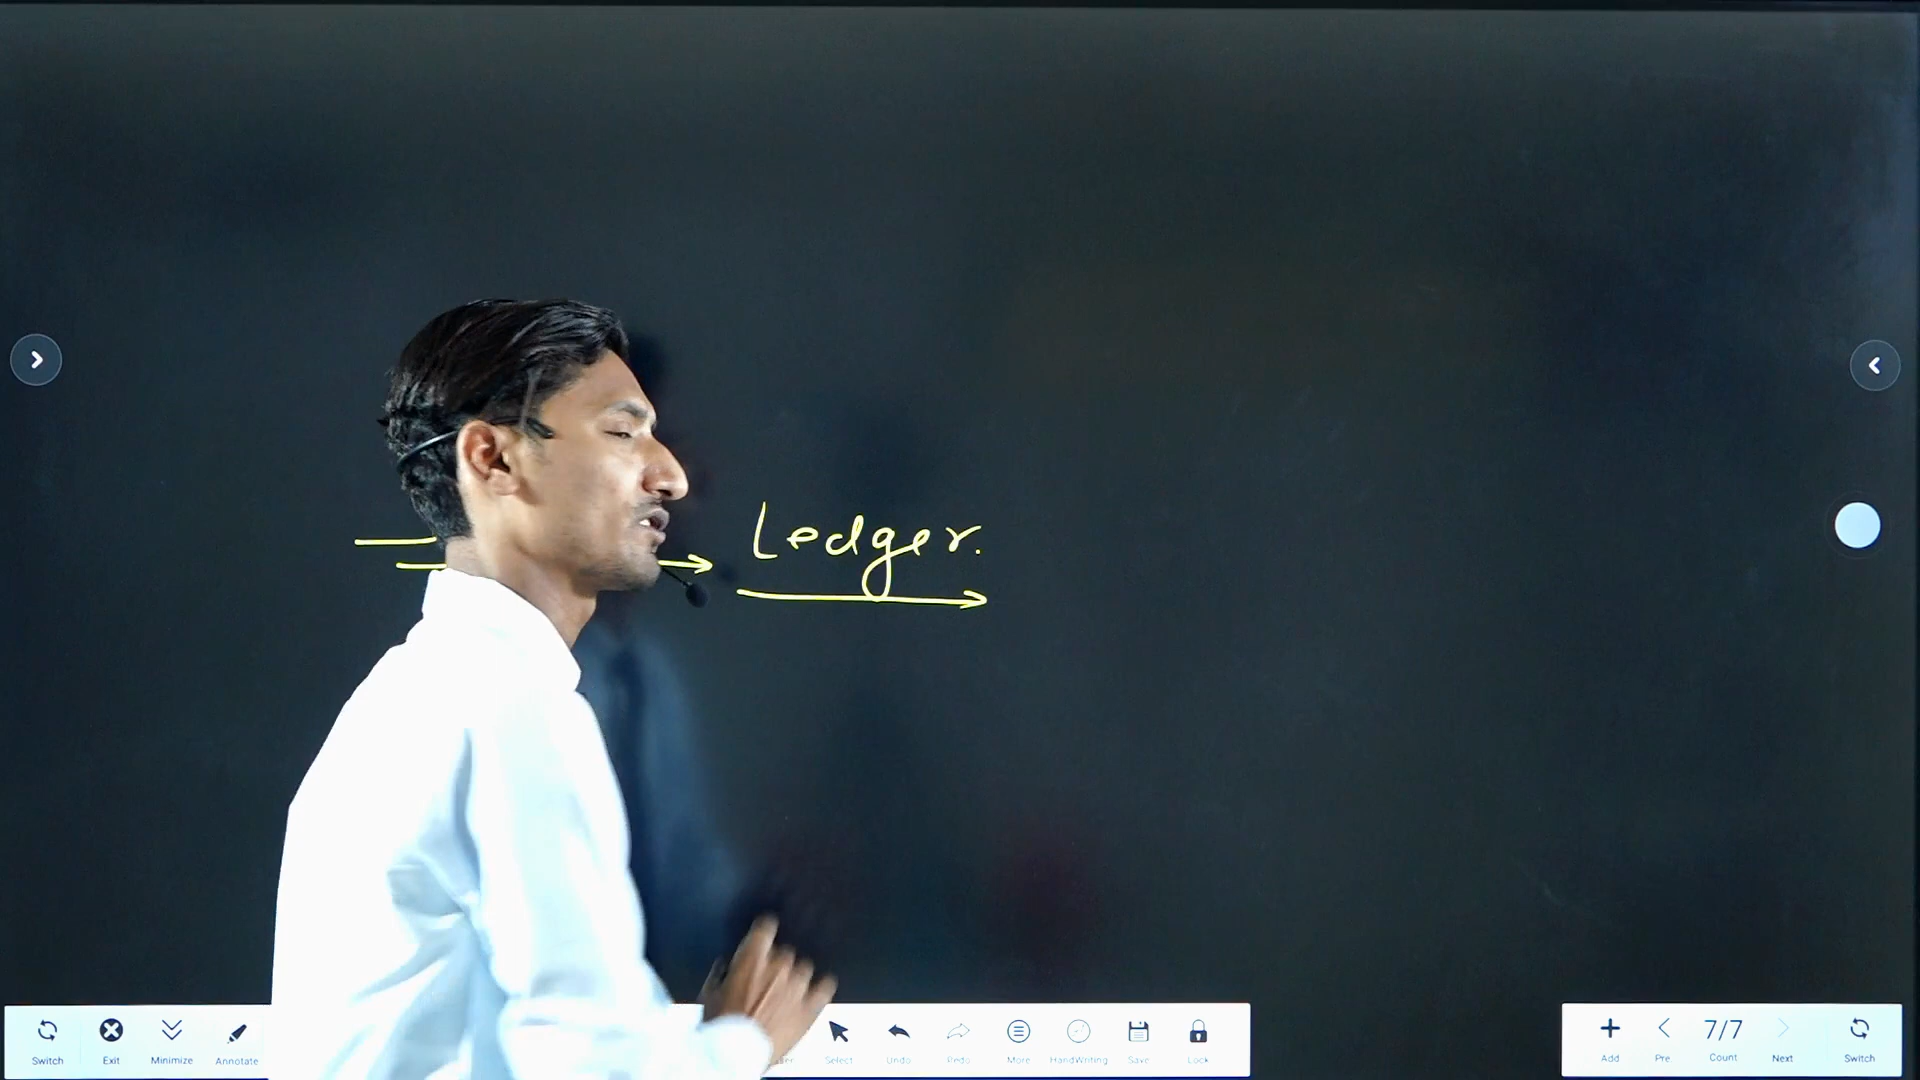 Ledger.
Switch Exit Minimize Annotate Select Undo Redo More HandWriting Save Lock
7/7
Add Pre Count Next Switch